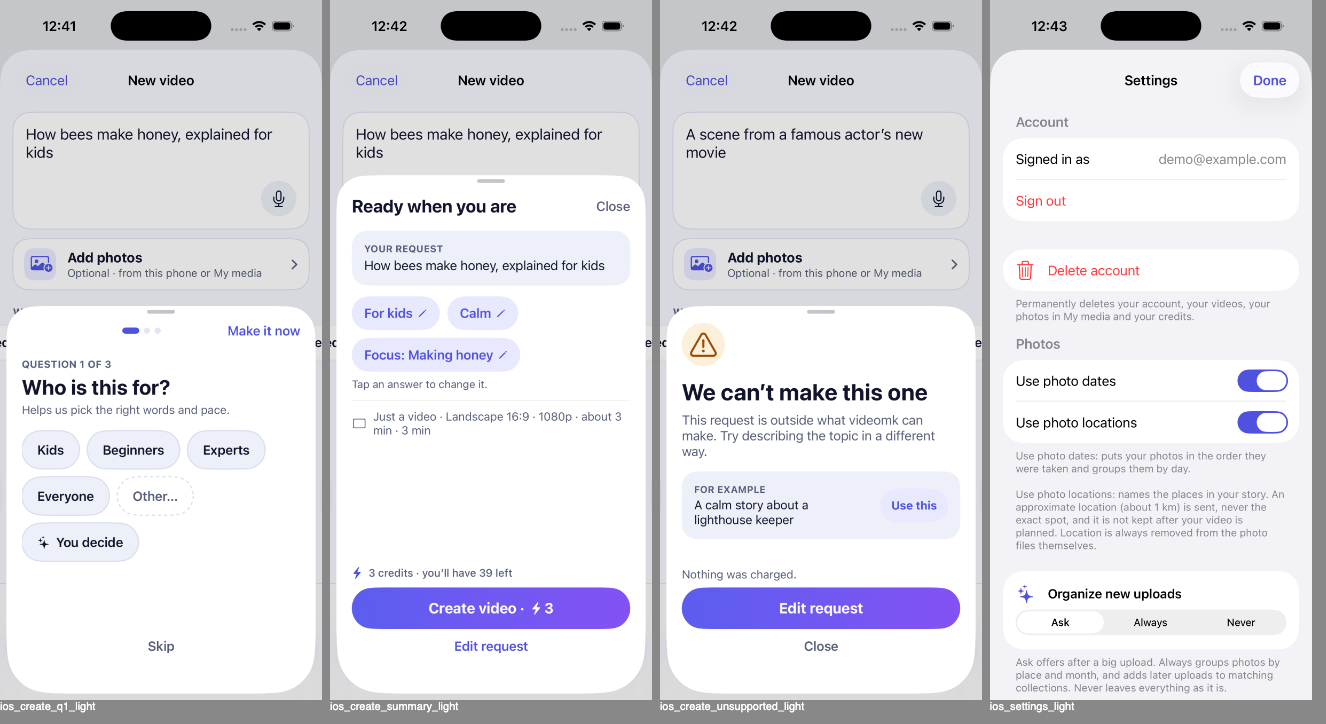 12:41
Cancel
New video
How bees make honey, explained for
kids
Add photos
Optional · from this phone or My media
Make it now
QUESTION 1 OF 3
Who is this for?
Helps us pick the right words and pace.
Kids
Beginners
Experts
Everyone
Other...
You decide
Skip
ios_create_q1_light
12:42
Cancel
New video
How bees make honey, explained for
kids
Ready when you are
Close
YOUR REQUEST
How bees make honey, explained for kids
For kids
Calm
Focus: Making honey
Tap an answer to change it.
Just a video · Landscape 16:9 · 1080p · about 3
min · 3 min
3 credits · you'll have 39 left
Create video · 3
Edit request
ios_create_summary_light
12:42
Cancel
New video
A scene from a famous actor's new
movie
Add photos
Optional · from this phone or My media
We can't make this one
This request is outside what videomk can
make. Try describing the topic in a different
way.
FOR EXAMPLE
A calm story about a
lighthouse keeper
Use this
Nothing was charged.
Edit request
Close
ios_create_unsupported_light
12:43
Settings
Done
Account
Signed in as
demo@example.com
Sign out
Delete account
Permanently deletes your account, your videos, your
photos in My media and your credits.
Photos
Use photo dates
Use photo locations
Use photo dates: puts your photos in the order they
were taken and groups them by day.
Use photo locations: names the places in your story. An
approximate location (about 1 km) is sent, never the
exact spot, and it is not kept after your video is
planned. Location is always removed from the photo
files themselves.
Organize new uploads
Ask
Always
Never
Ask offers after a big upload. Always groups photos by
place and month, and adds later uploads to matching
collections. Never leaves everything as it is.
ios_settings_light